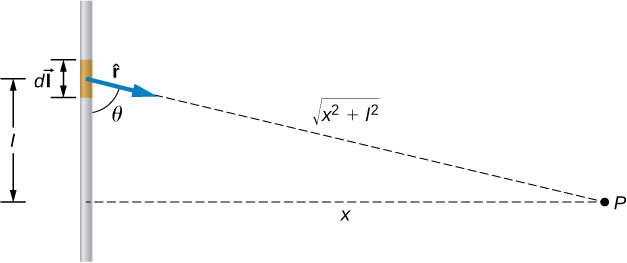 r̂
dl⃗
θ
√x² + l²
l
P
x